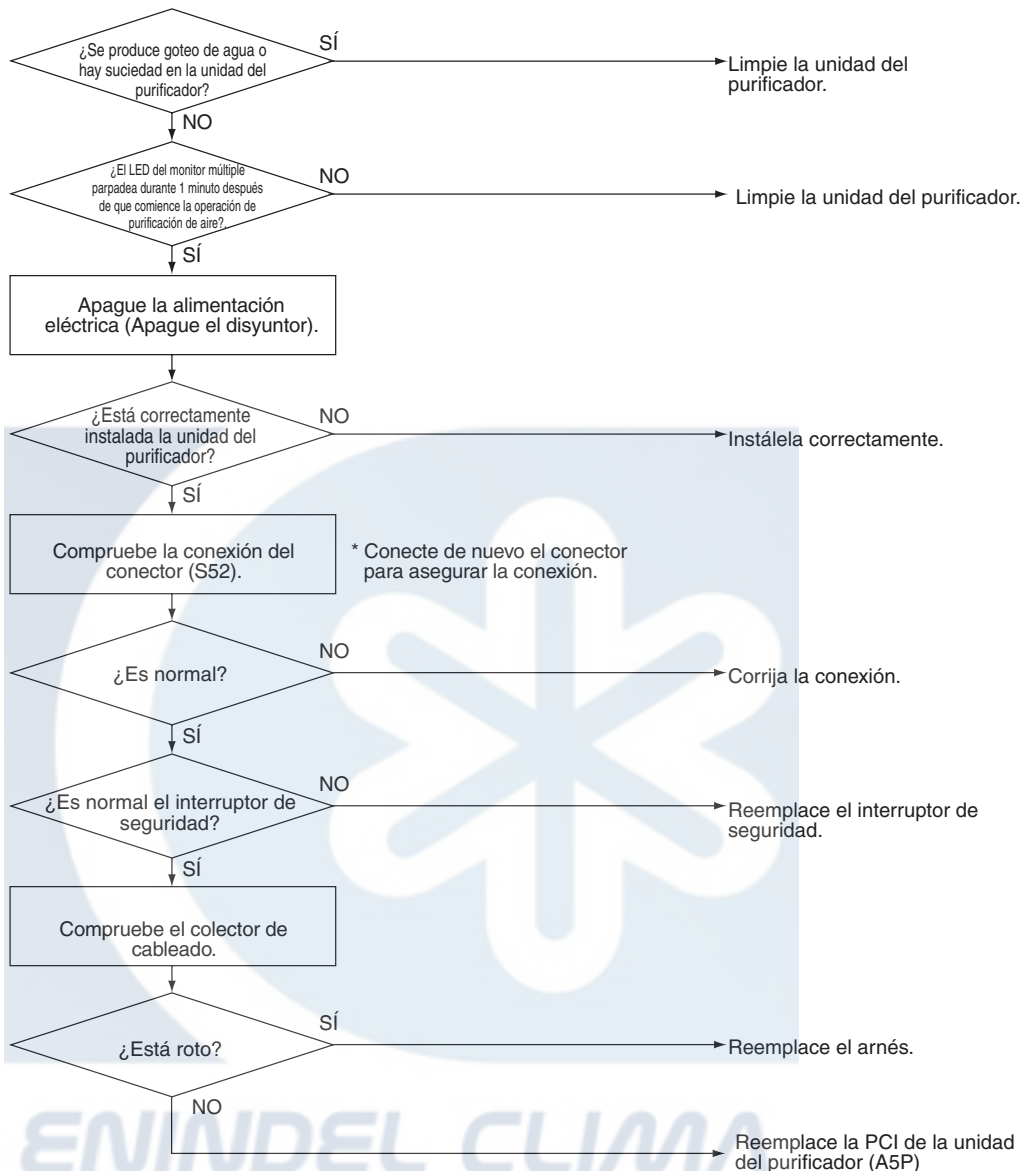 ¿Se produce goteo de agua o
hay suciedad en la unidad del
purificador?
SÍ
Limpie la unidad del
purificador.
NO
¿El LED del monitor múltiple
parpadea durante 1 minuto después
de que comience la operación de
purificación de aire?.
NO
Limpie la unidad del purificador.
SÍ
Apague la alimentación
eléctrica (Apague el disyuntor).
¿Está correctamente
instalada la unidad del
purificador?
NO
Instálela correctamente.
SÍ
Compruebe la conexión del
conector (S52).
* Conecte de nuevo el conector
para asegurar la conexión.
¿Es normal?
NO
Corrija la conexión.
SÍ
¿Es normal el interruptor de
seguridad?
NO
Reemplace el interruptor de
seguridad.
SÍ
Compruebe el colector de
cableado.
¿Está roto?
SÍ
Reemplace el arnés.
NO
Reemplace la PCI de la unidad
del purificador (A5P)
ENINDEL CLIMA